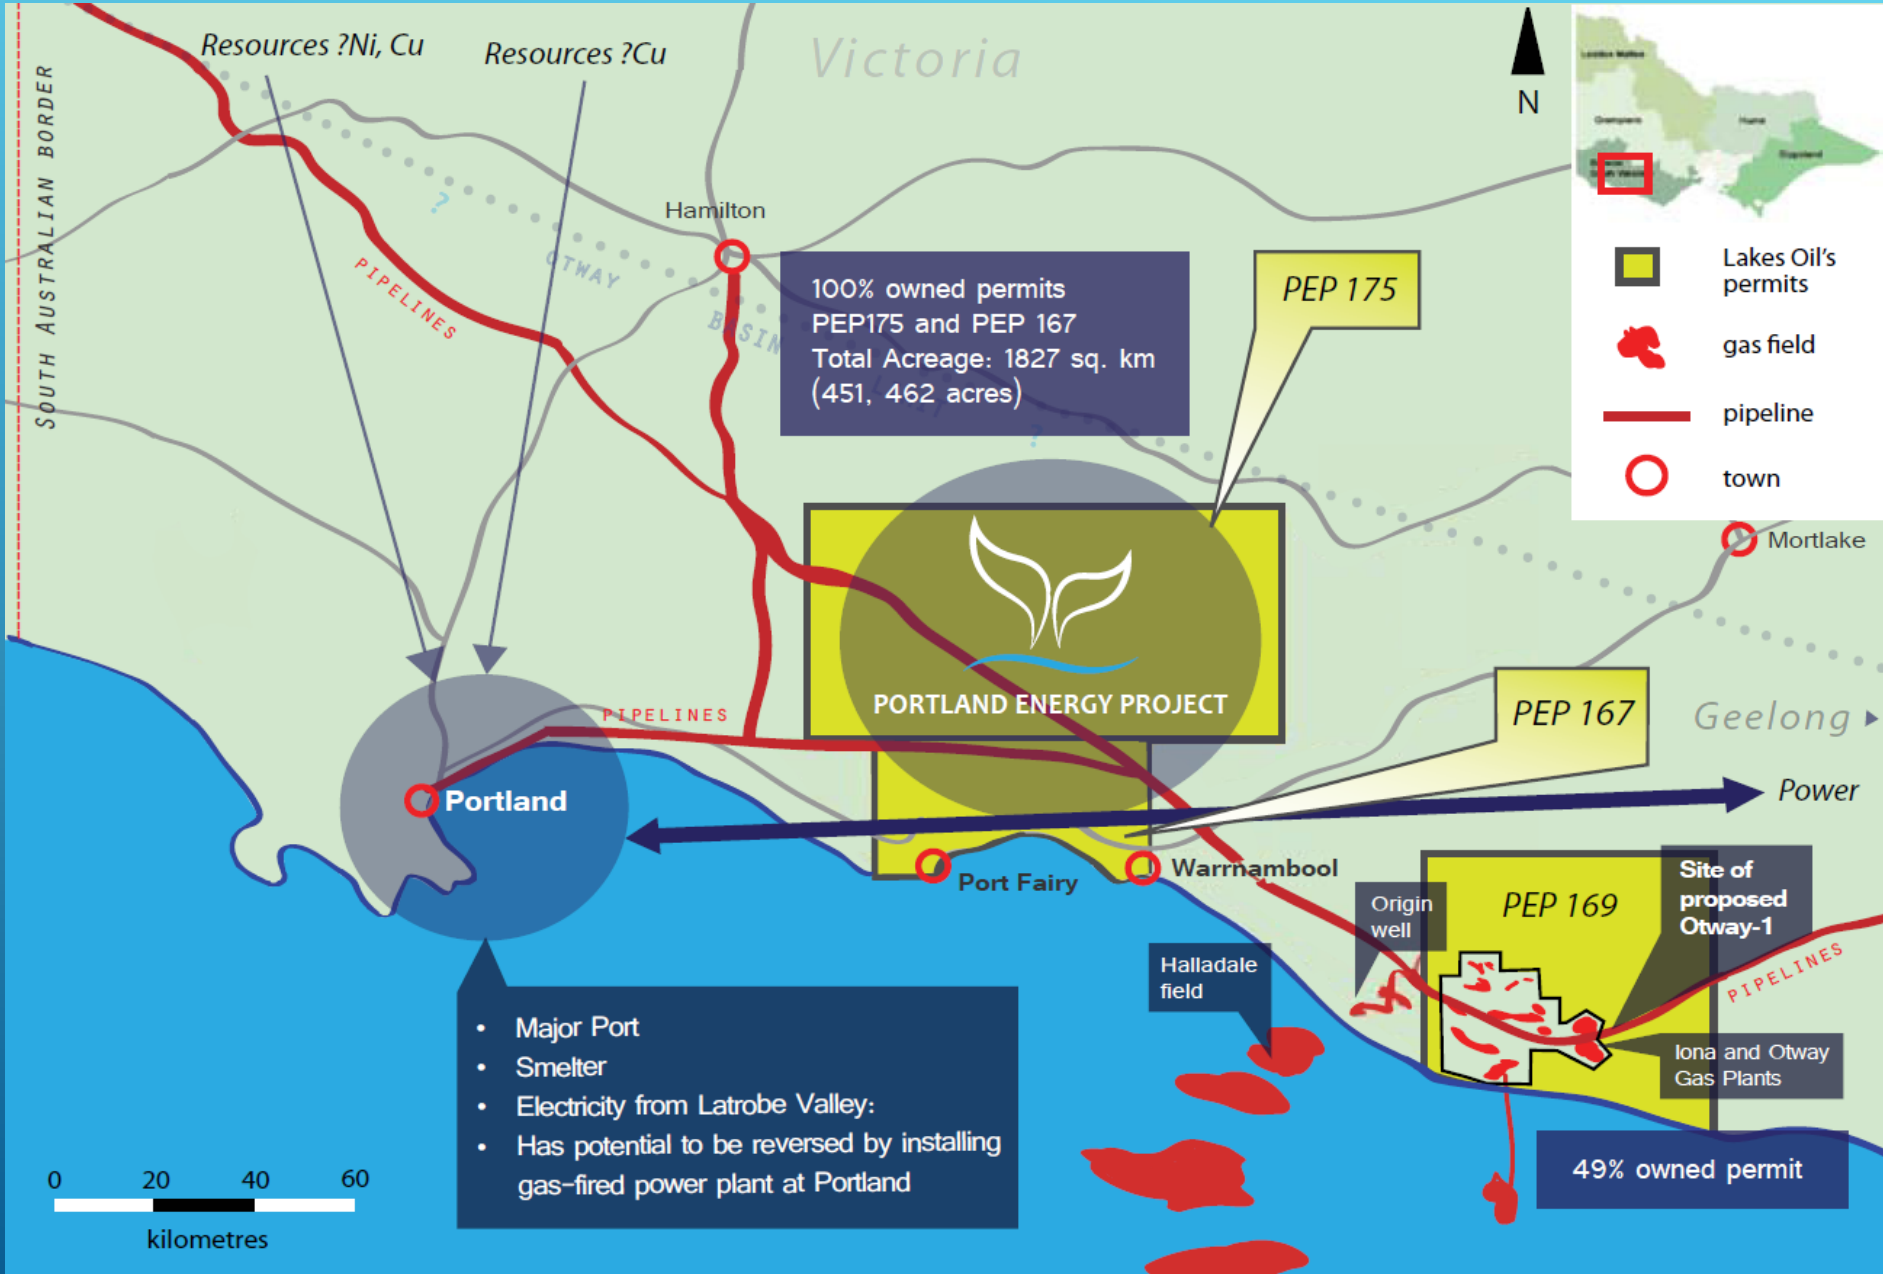 Resources ?Ni, Cu
Resources ?Cu
Victoria
N
SOUTH AUSTRALIAN BORDER
Lakes Oil's
permits
gas field
pipeline
town
Hamilton
?
OTWAY
BASIN
?
PIPELINES
100% owned permits
PEP175 and PEP 167
Total Acreage: 1827 sq. km
(451, 462 acres)
PEP 175
Mortlake
PORTLAND ENERGY PROJECT
PEP 167
Geelong
PIPELINES
Power
Portland
Port Fairy
Warrnambool
Origin
well
PEP 169
Site of
proposed
Otway-1
PIPELINES
Halladale
field
Iona and Otway
Gas Plants
49% owned permit
• Major Port
• Smelter
• Electricity from Latrobe Valley:
• Has potential to be reversed by installing
gas-fired power plant at Portland
0 20 40 60
kilometres